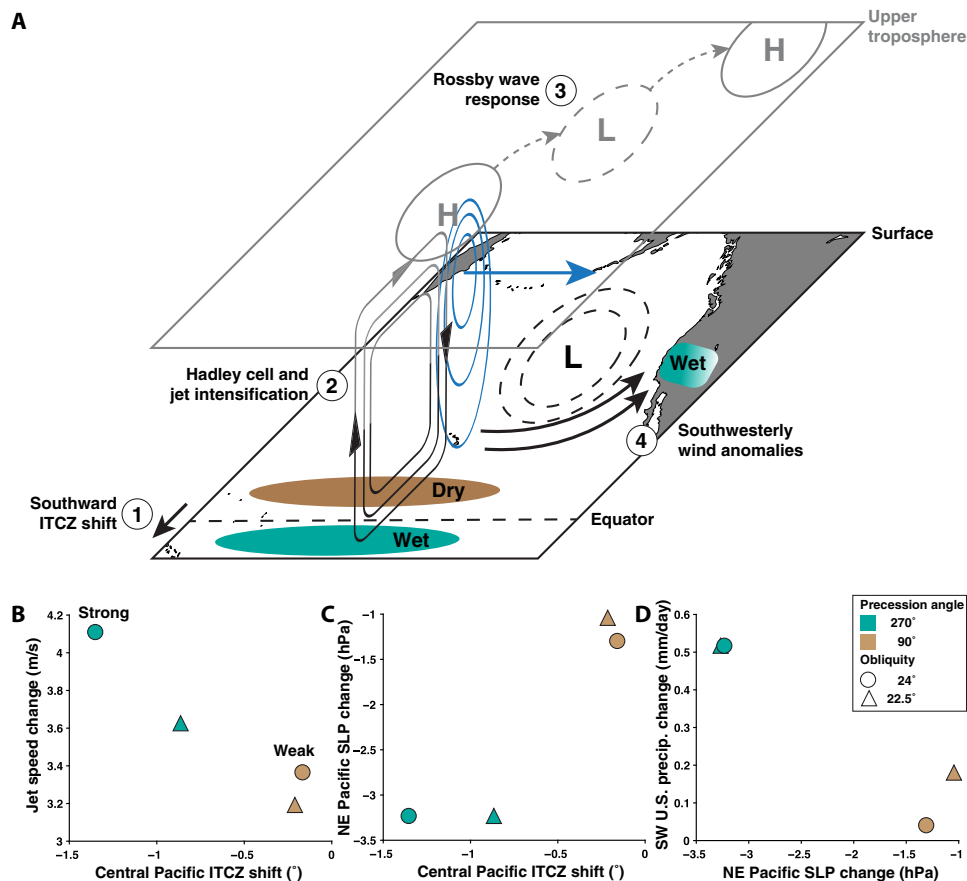 A
Upper
troposphere
H
Rossby wave
response
3
L
H
Surface
Hadley cell and
jet intensification
2
L
Wet
4
Southwesterly
wind anomalies
Southward
ITCZ shift
1
Dry
Equator
Wet
B
Jet speed change (m/s)
4.2
4
3.8
3.6
3.4
3.2
3
Strong
Weak
−1.5
−1
−0.5
0
Central Pacific ITCZ shift (˚)
C
NE Pacific SLP change (hPa)
−1
−1.5
−2
−2.5
−3
−3.5
−1.5
−1
−0.5
0
Central Pacific ITCZ shift (˚)
D
SW U.S. precip. change (mm/day)
0.6
0.5
0.4
0.3
0.2
0.1
0
−3.5
−3
−2.5
−2
−1.5
−1
NE Pacific SLP change (hPa)
Precession angle
270˚
90˚
Obliquity
24˚
22.5˚